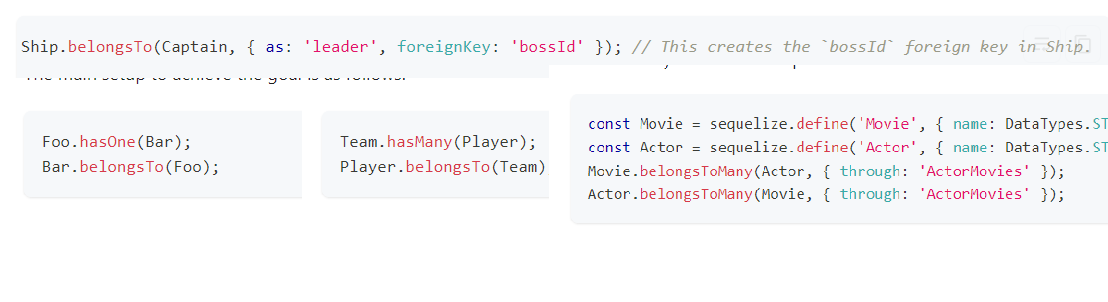 Ship.belongsTo(Captain, { as: 'leader', foreignKey: 'bossId' }); // This creates the `bossId` foreign key in Ship.
The main setup to achieve the goal is as follows:
Foo.hasOne(Bar);
Bar.belongsTo(Foo);
Team.hasMany(Player);
Player.belongsTo(Team)
const Movie = sequelize.define('Movie', { name: DataTypes.ST
const Actor = sequelize.define('Actor', { name: DataTypes.ST
Movie.belongsToMany(Actor, { through: 'ActorMovies' });
Actor.belongsToMany(Movie, { through: 'ActorMovies' });